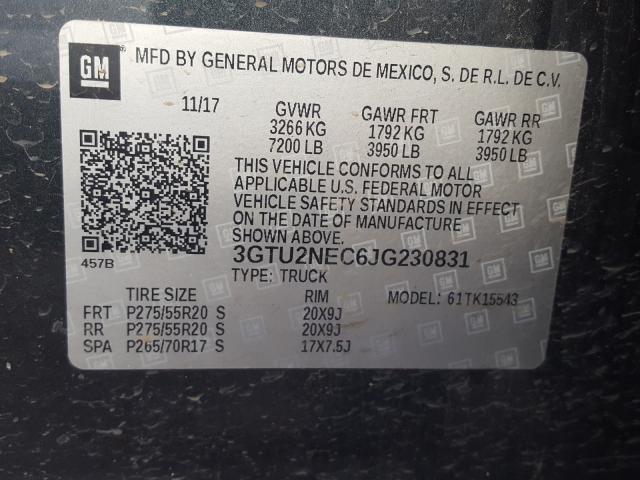 GM
MFD BY GENERAL MOTORS DE MEXICO, S. DE R.L. DE C.V.
11/17 GVWR GAWR FRT GAWR RR
3266 KG 1792 KG 1792 KG
7200 LB 3950 LB 3950 LB
THIS VEHICLE CONFORMS TO ALL
APPLICABLE U.S. FEDERAL MOTOR
VEHICLE SAFETY STANDARDS IN EFFECT
ON THE DATE OF MANUFACTURE
SHOWN ABOVE.
457B
3GTU2NEC6JG230831
TYPE: TRUCK
TIRE SIZE RIM MODEL: 61TK15543
FRT P275/55R20 S 20X9J
RR P275/55R20 S 20X9J
SPA P265/70R17 S 17X7.5J